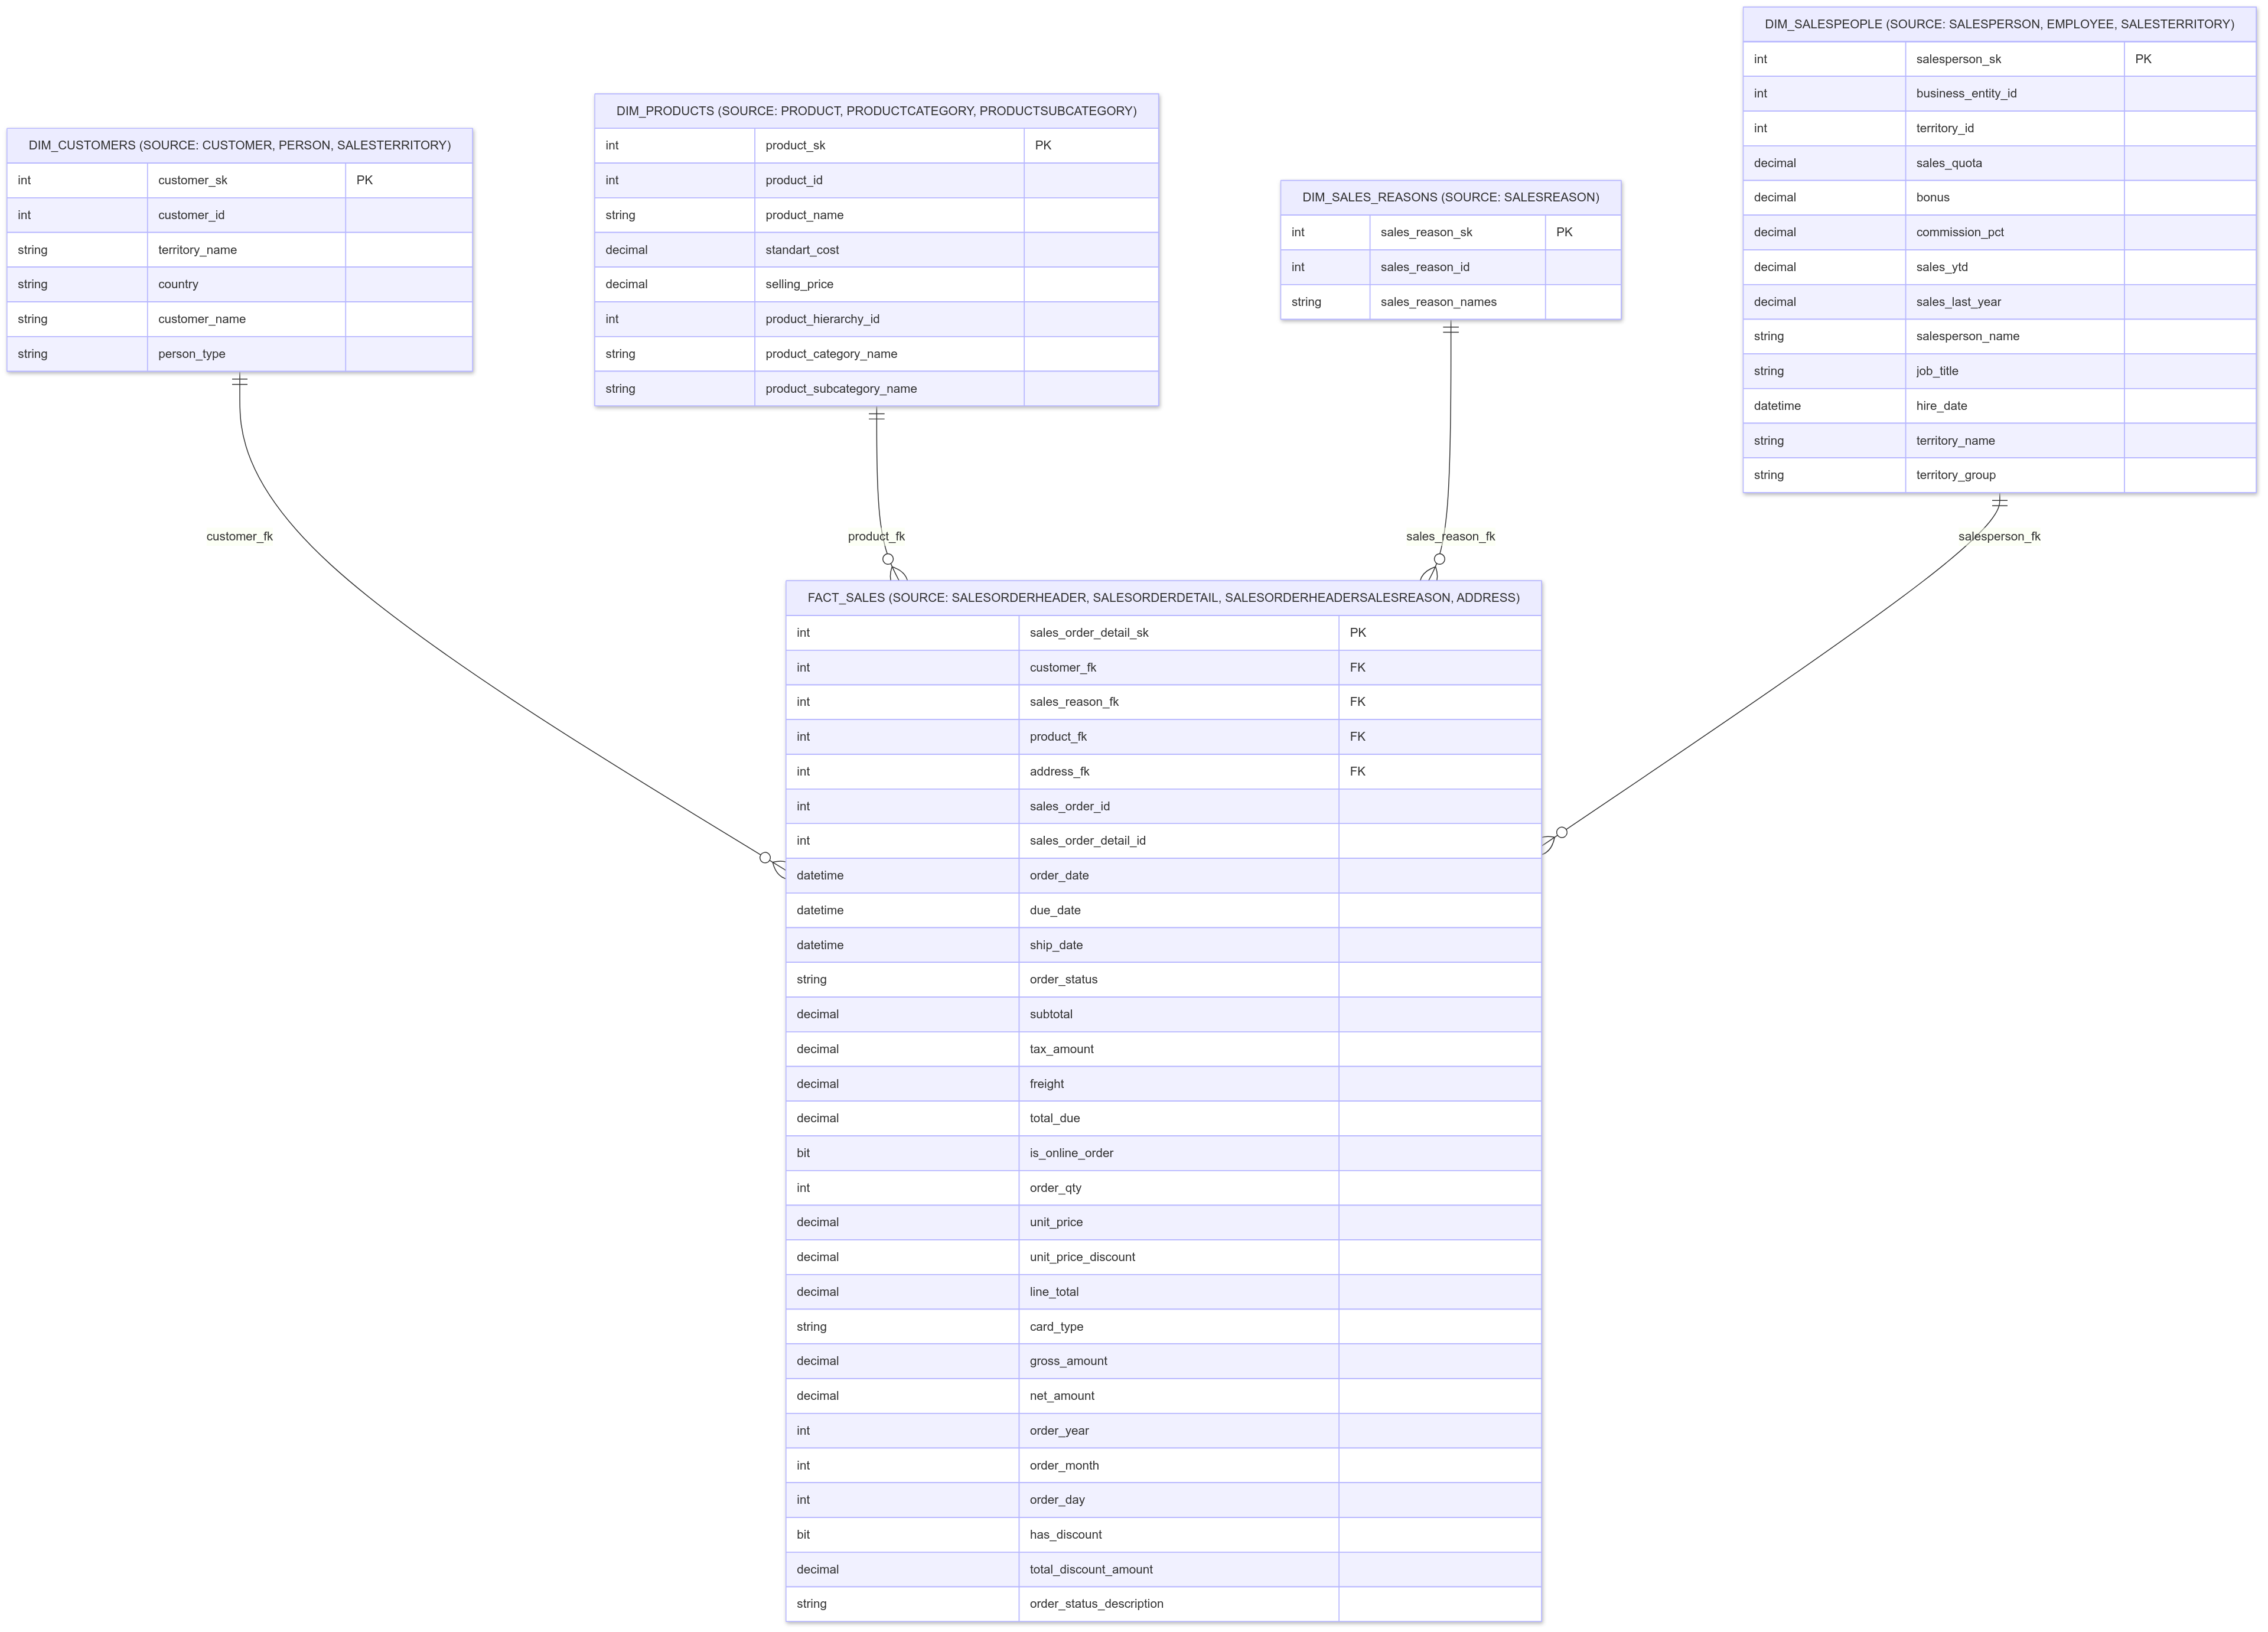 DIM_CUSTOMERS (SOURCE: CUSTOMER, PERSON, SALESTERRITORY)
int customer_sk PK
int customer_id
string territory_name
string country
string customer_name
string person_type
DIM_PRODUCTS (SOURCE: PRODUCT, PRODUCTCATEGORY, PRODUCTSUBCATEGORY)
int product_sk PK
int product_id
string product_name
decimal standart_cost
decimal selling_price
int product_hierarchy_id
string product_category_name
string product_subcategory_name
DIM_SALES_REASONS (SOURCE: SALESREASON)
int sales_reason_sk PK
int sales_reason_id
string sales_reason_names
DIM_SALESPEOPLE (SOURCE: SALESPERSON, EMPLOYEE, SALESTERRITORY)
int salesperson_sk PK
int business_entity_id
int territory_id
decimal sales_quota
decimal bonus
decimal commission_pct
decimal sales_ytd
decimal sales_last_year
string salesperson_name
string job_title
datetime hire_date
string territory_name
string territory_group
customer_fk
product_fk
sales_reason_fk
salesperson_fk
FACT_SALES (SOURCE: SALESORDERHEADER, SALESORDERDETAIL, SALESORDERHEADERSALESREASON, ADDRESS)
int sales_order_detail_sk PK
int customer_fk FK
int sales_reason_fk FK
int product_fk FK
int address_fk FK
int sales_order_id
int sales_order_detail_id
datetime order_date
datetime due_date
datetime ship_date
string order_status
decimal subtotal
decimal tax_amount
decimal freight
decimal total_due
bit is_online_order
int order_qty
decimal unit_price
decimal unit_price_discount
decimal line_total
string card_type
decimal gross_amount
decimal net_amount
int order_year
int order_month
int order_day
bit has_discount
decimal total_discount_amount
string order_status_description